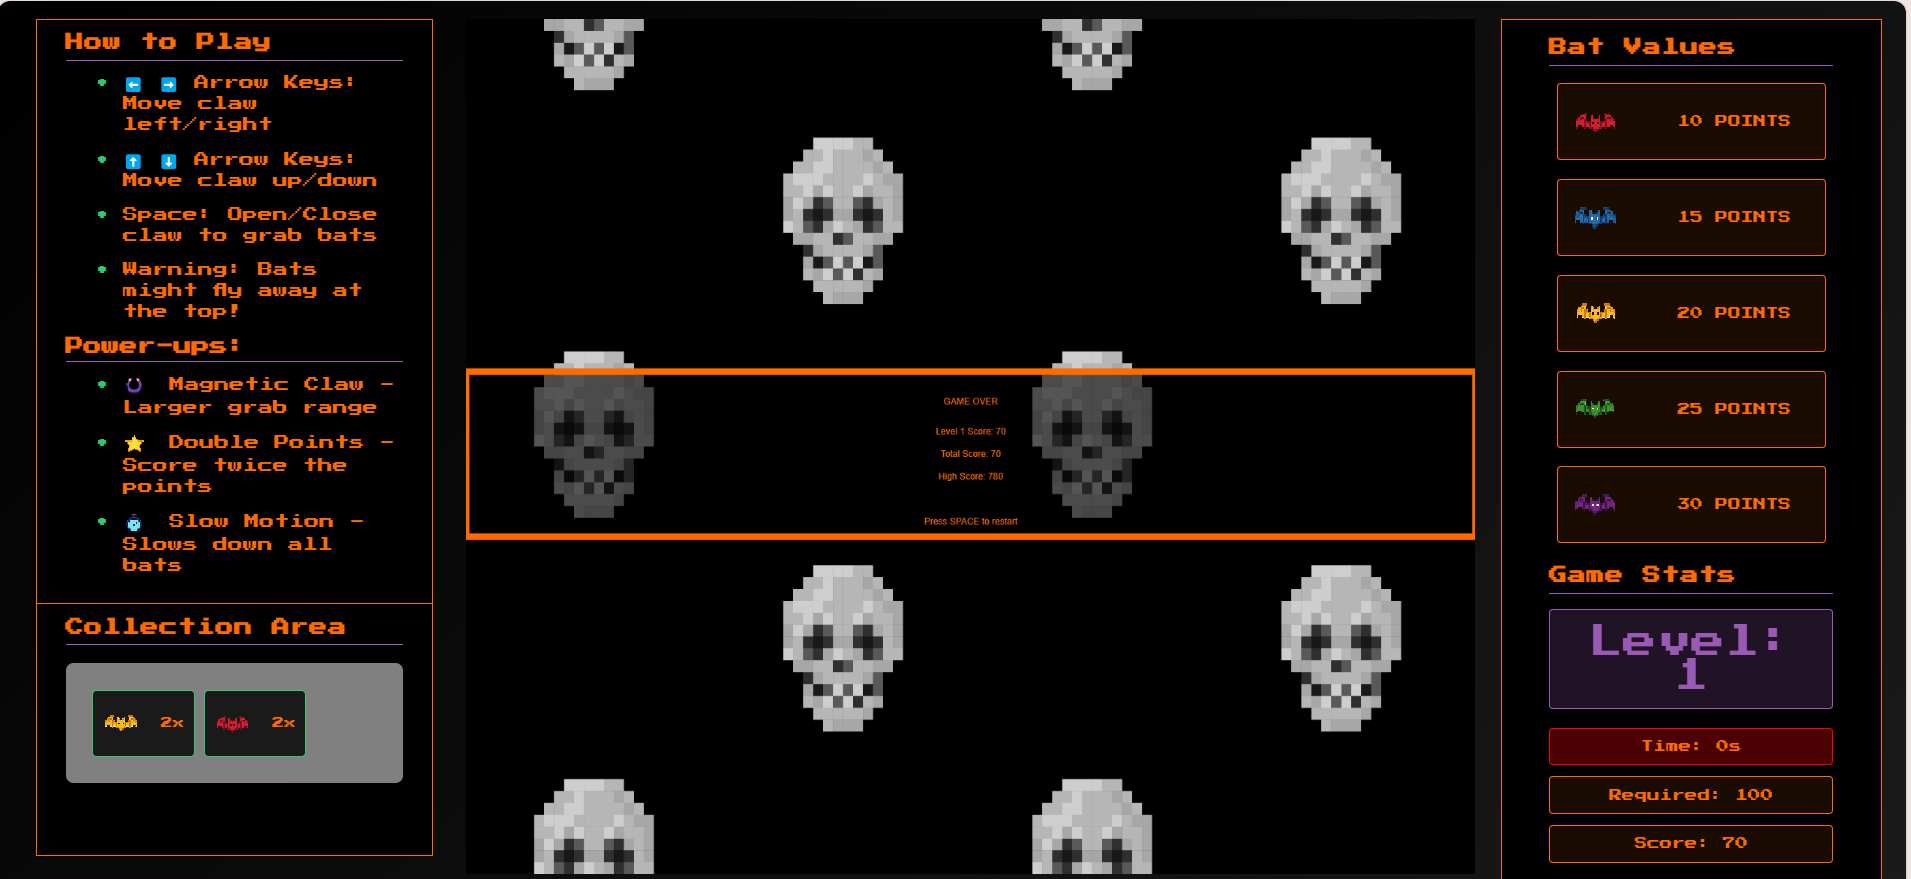 How to Play
⬅️ ➡️ Arrow Keys:
Move claw
left/right
⬆️ ⬇️ Arrow Keys:
Move claw up/down
Space: Open/Close
claw to grab bats
Warning: Bats
might fly away at
the top!
Power-ups:
Magnetic Claw -
Larger grab range
Double Points -
Score twice the
points
Slow Motion -
Slows down all
bats
Collection Area
2x
2x
GAME OVER
Level 1 Score: 70
Total Score: 70
High Score: 780
Press SPACE to restart
Bat Values
10 POINTS
15 POINTS
20 POINTS
25 POINTS
30 POINTS
Game Stats
Level:
1
Time: 0s
Required: 100
Score: 70